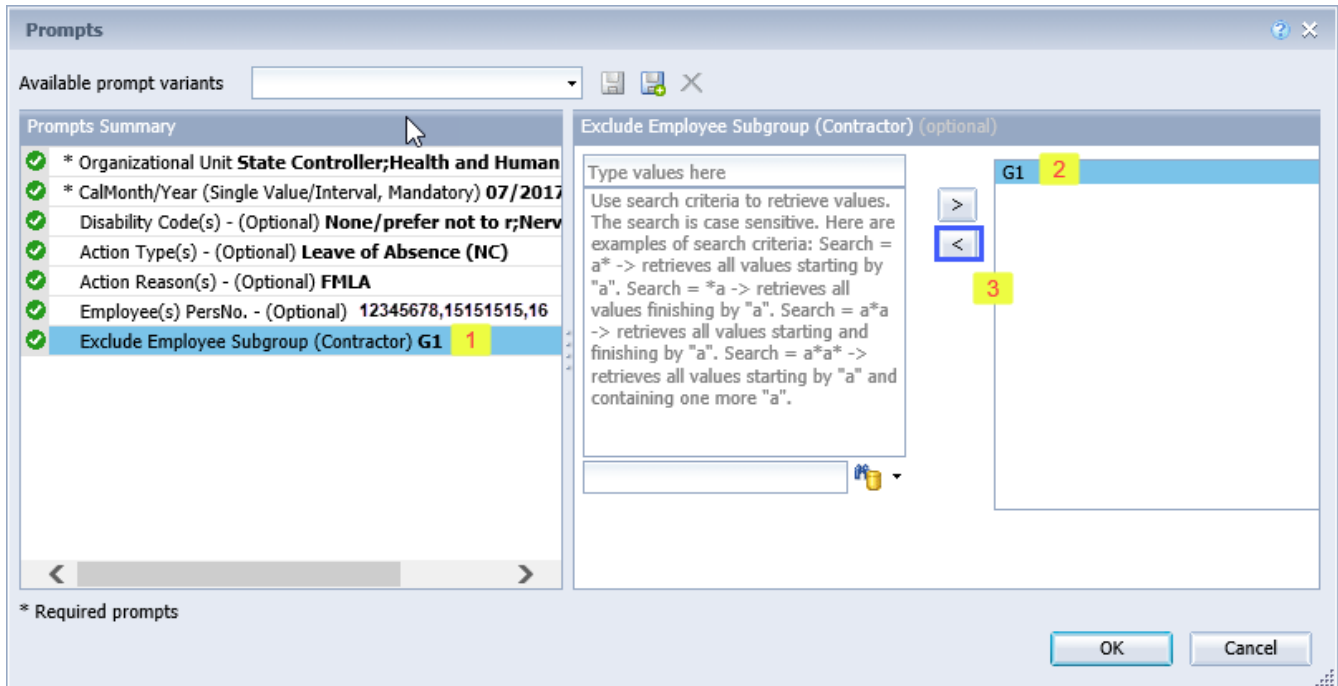 Prompts
Available prompt variants
Prompts Summary
* Organizational Unit State Controller;Health and Human
* CalMonth/Year (Single Value/Interval, Mandatory) 07/2017
Disability Code(s) - (Optional) None/prefer not to r;Nerv
Action Type(s) - (Optional) Leave of Absence (NC)
Action Reason(s) - (Optional) FMLA
Employee(s) PersNo. - (Optional) 12345678,15151515,16
Exclude Employee Subgroup (Contractor) G1 1
* Required prompts
Exclude Employee Subgroup (Contractor) (optional)
Type values here
Use search criteria to retrieve values.
The search is case sensitive. Here are
examples of search criteria: Search =
a* -> retrieves all values starting by
"a". Search = *a -> retrieves all
values finishing by "a". Search = a*a
-> retrieves all values starting and
finishing by "a". Search = a*a* ->
retrieves all values starting by "a" and
containing one more "a".
>
<
3
G1 2
OK
Cancel